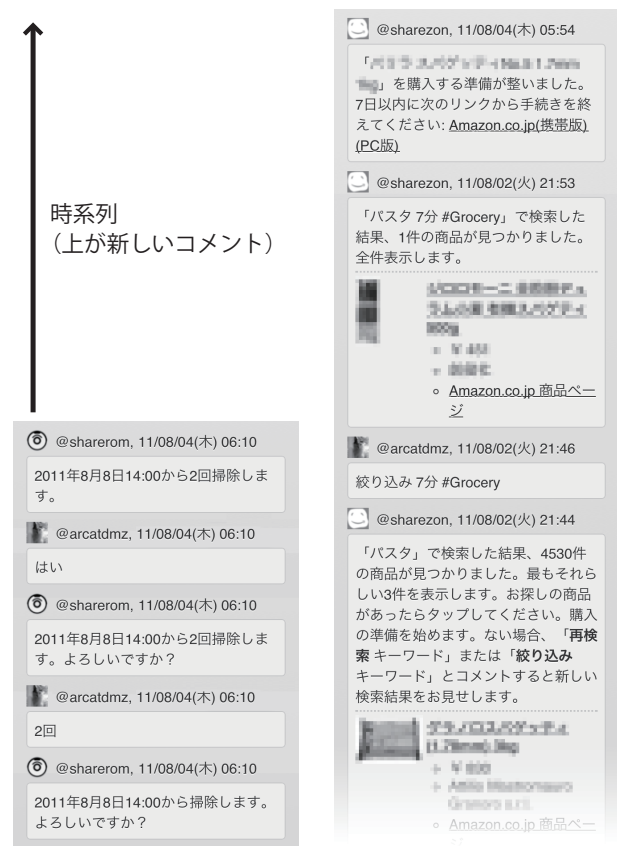 時系列
（上が新しいコメント）
@sharerom, 11/08/04(木) 06:10
2011年8月8日14:00から2回掃除しま
す。
@arcatdmz, 11/08/04(木) 06:10
はい
@sharerom, 11/08/04(木) 06:10
2011年8月8日14:00から2回掃除しま
す。よろしいですか？
@arcatdmz, 11/08/04(木) 06:10
2回
@sharerom, 11/08/04(木) 06:10
2011年8月8日14:00から掃除します。
よろしいですか？
@sharezon, 11/08/04(木) 05:54
「
」を購入する準備が整いました。
7日以内に次のリンクから手続きを終
えてください: Amazon.co.jp(携帯版)
(PC版)
@sharezon, 11/08/02(火) 21:53
「パスタ 7分 #Grocery」で検索した
結果、1件の商品が見つかりました。
全件表示します。
Amazon.co.jp 商品ペー
ジ
@arcatdmz, 11/08/02(火) 21:46
絞り込み 7分 #Grocery
@sharezon, 11/08/02(火) 21:44
「パスタ」で検索した結果、4530件
の商品が見つかりました。最もそれら
しい3件を表示します。お探しの商品
があったらタップしてください。購入
の準備を始めます。ない場合、「再検
索 キーワード」または「絞り込み
キーワード」とコメントすると新しい
検索結果をお見せします。
Amazon.co.jp 商品ペー